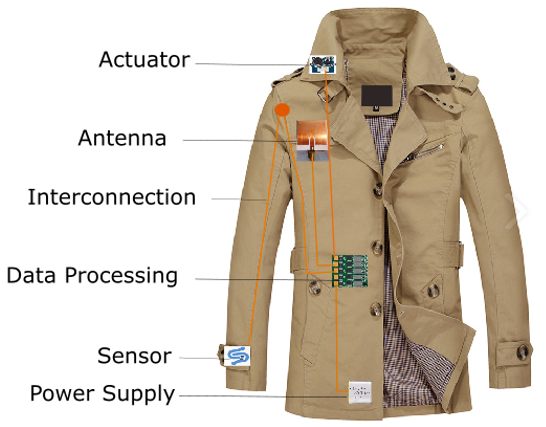 Actuator
Antenna
Interconnection
Data Processing
Sensor
Power Supply